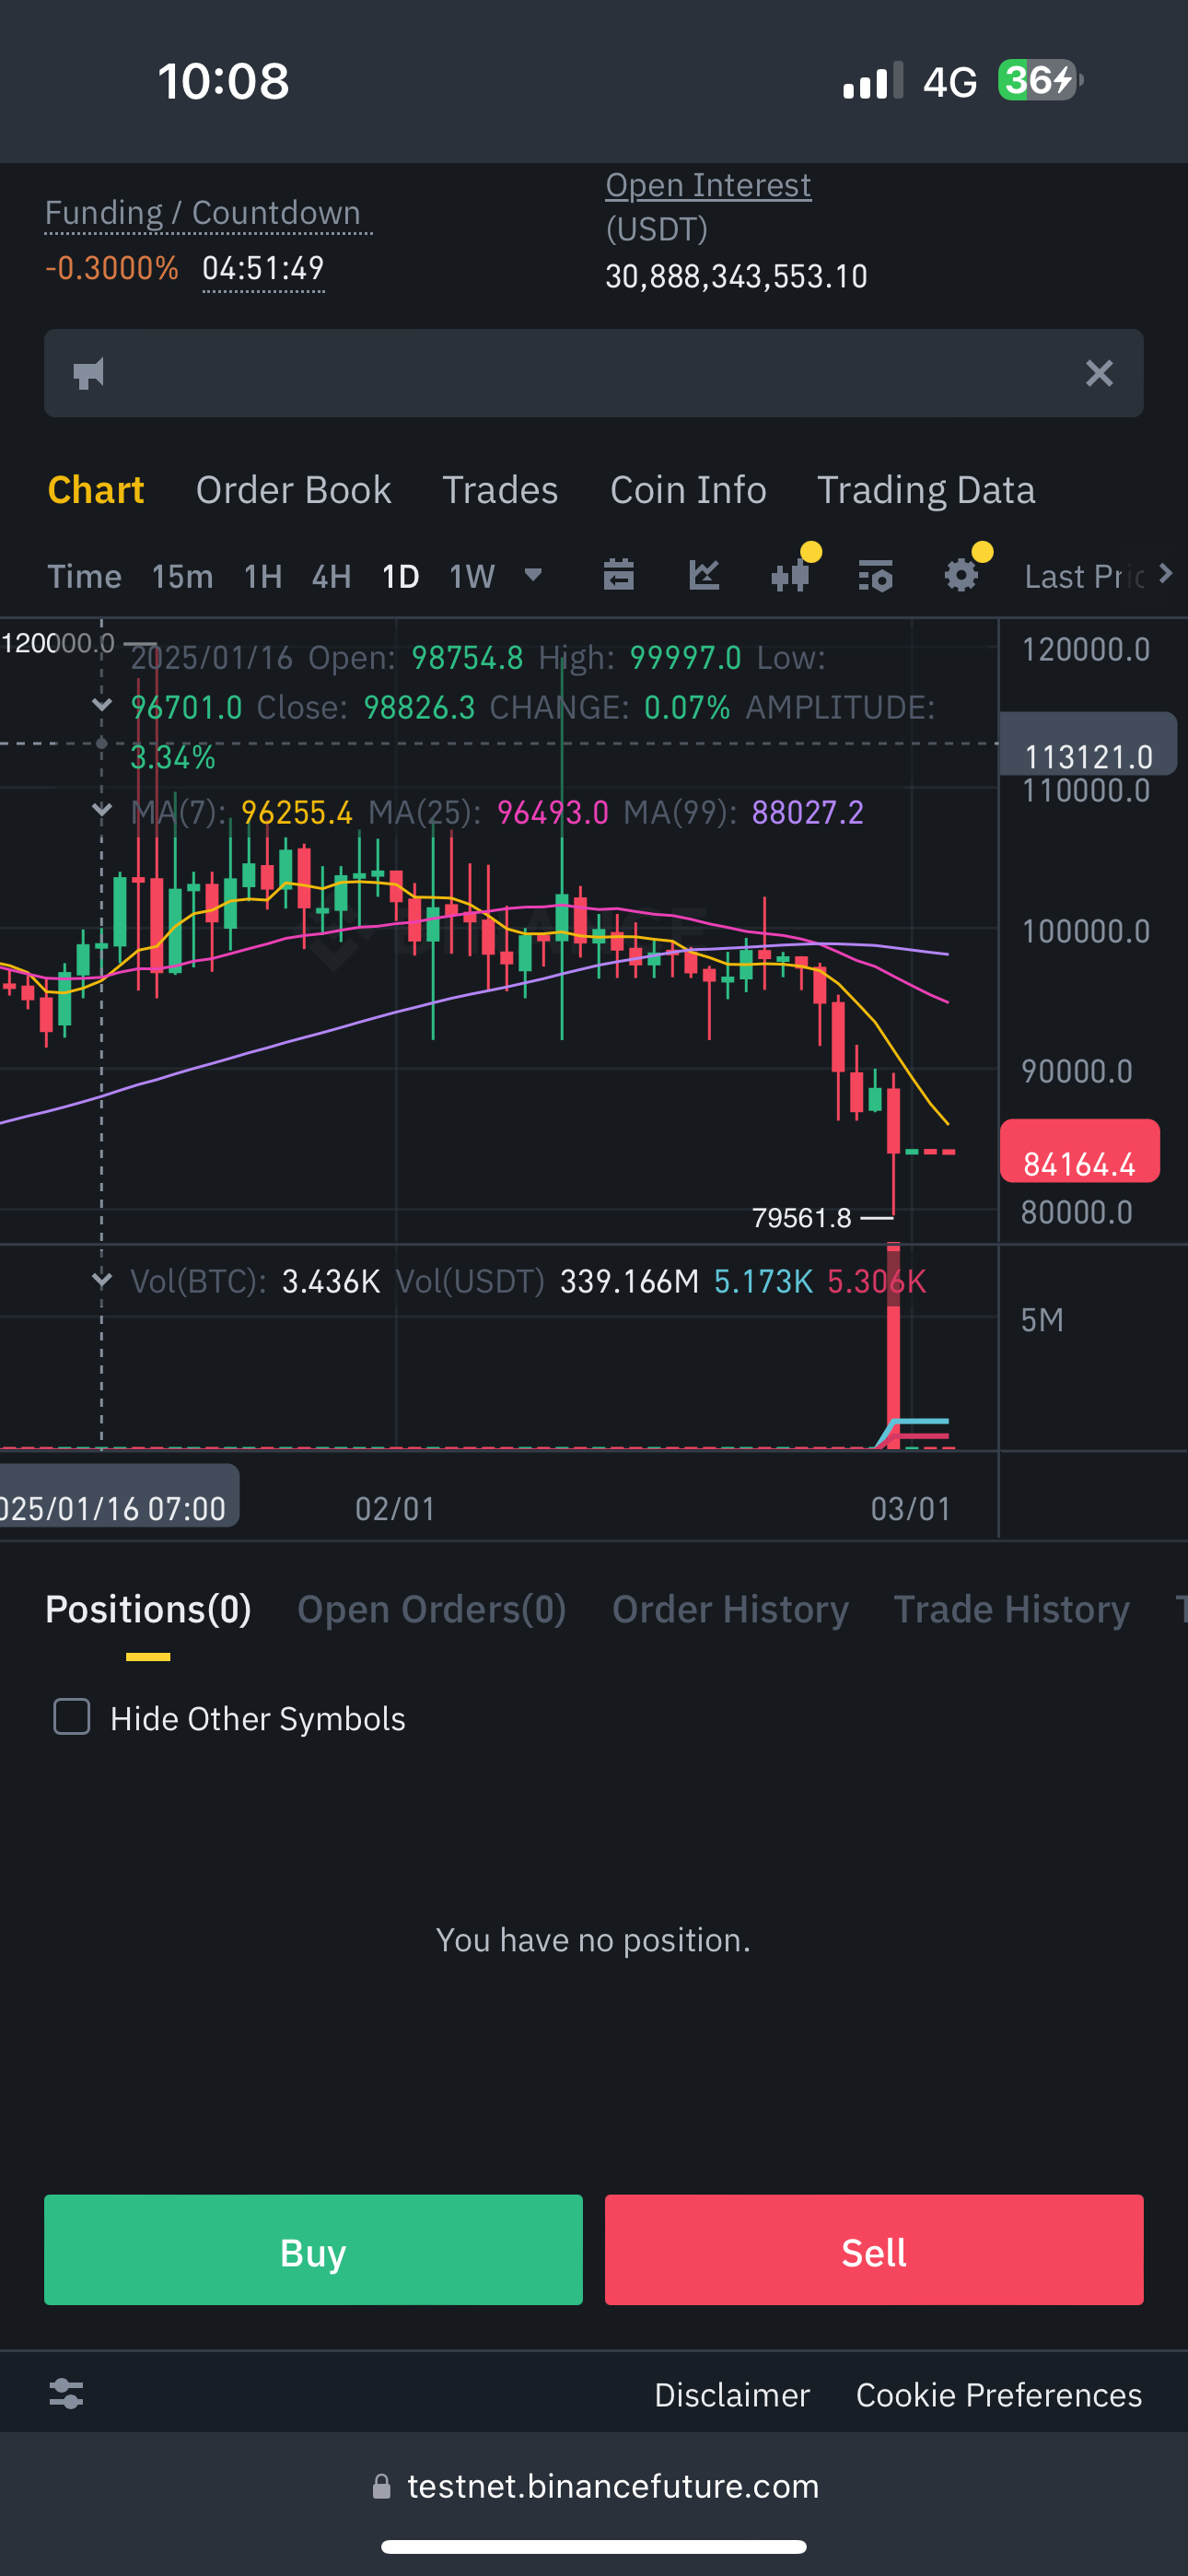 10:08
4G 36
Funding / Countdown
-0.3000% 04:51:49
Open Interest
(USDT)
30,888,343,553.10
Chart Order Book Trades Coin Info Trading Data
Time 15m 1H 4H 1D 1W Last Pric
120000.0
2025/01/16 Open: 98754.8 High: 99997.0 Low:
96701.0 Close: 98826.3 CHANGE: 0.07% AMPLITUDE:
3.34%
MA(7): 96255.4 MA(25): 96493.0 MA(99): 88027.2
120000.0
113121.0
110000.0
100000.0
90000.0
84164.4
80000.0
79561.8
Vol(BTC): 3.436K Vol(USDT) 339.166M 5.173K 5.306K
5M
025/01/16 07:00 02/01 03/01
Positions(0) Open Orders(0) Order History Trade History T
Hide Other Symbols
You have no position.
Buy Sell
Disclaimer Cookie Preferences
testnet.binancefuture.com